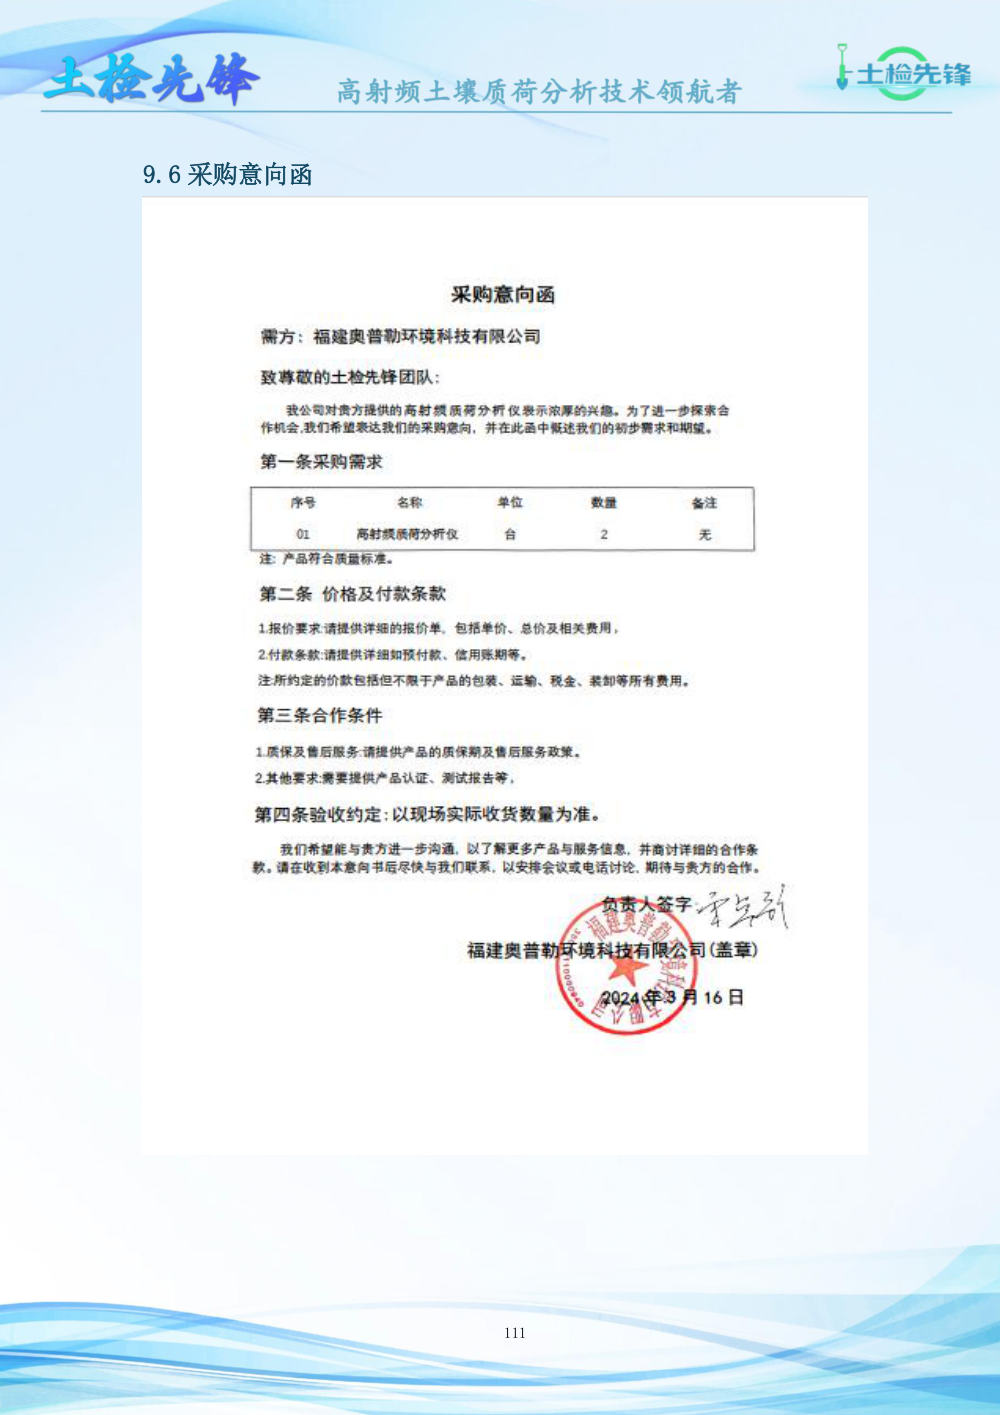 土检先锋
高射频土壤质荷分析技术领航者
土检先锋
9.6 采购意向函
采购意向函
需方：福建奥普勒环境科技有限公司
致尊敬的土检先锋团队：
我公司对贵方提供的高射频质荷分析仪表示浓厚的兴趣。为了进一步探索合
作机会,我们希望表达我们的采购意向，并在此函中概述我们的初步需求和期望。
第一条采购需求
序号 名称 单位 数量 备注
01 高射频质荷分析仪 台 2 无
注：产品符合质量标准。
第二条 价格及付款条款
1.报价要求:请提供详细的报价单，包括单价、总价及相关费用，
2.付款条款:请提供详细如预付款、信用账期等。
注:所约定的价款包括但不限于产品的包装、运输、税金、装卸等所有费用。
第三条合作条件
1.质保及售后服务:请提供产品的质保期及售后服务政策。
2.其他要求:需要提供产品认证、测试报告等，
第四条验收约定：以现场实际收货数量为准。
我们希望能与贵方进一步沟通，以了解更多产品与服务信息，并商讨详细的合作条
款。请在收到本意向书后尽快与我们联系，以安排会议或电话讨论，期待与贵方的合作。
负责人签字：
福建奥普勒环境科技有限公司(盖章)
2024 年 3 月 16 日
福建奥普勒环境科技有限公司
111